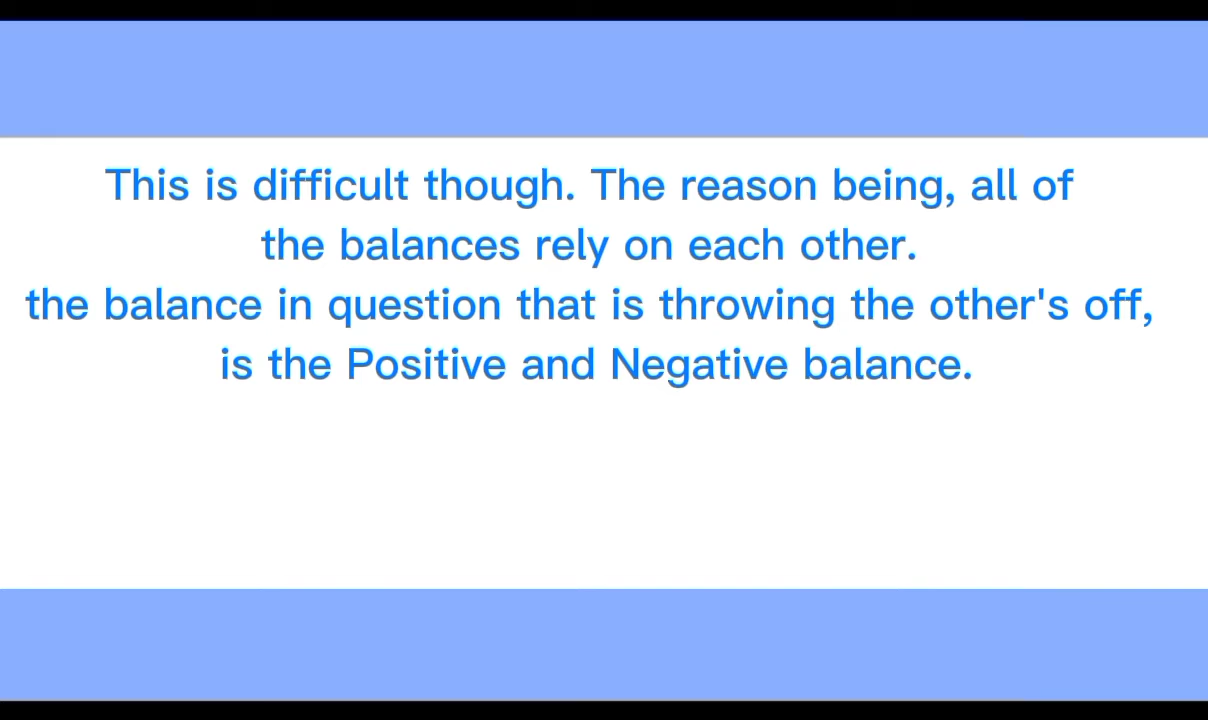 This is difficult though. The reason being, all of
the balances rely on each other.
the balance in question that is throwing the other's off,
is the Positive and Negative balance.